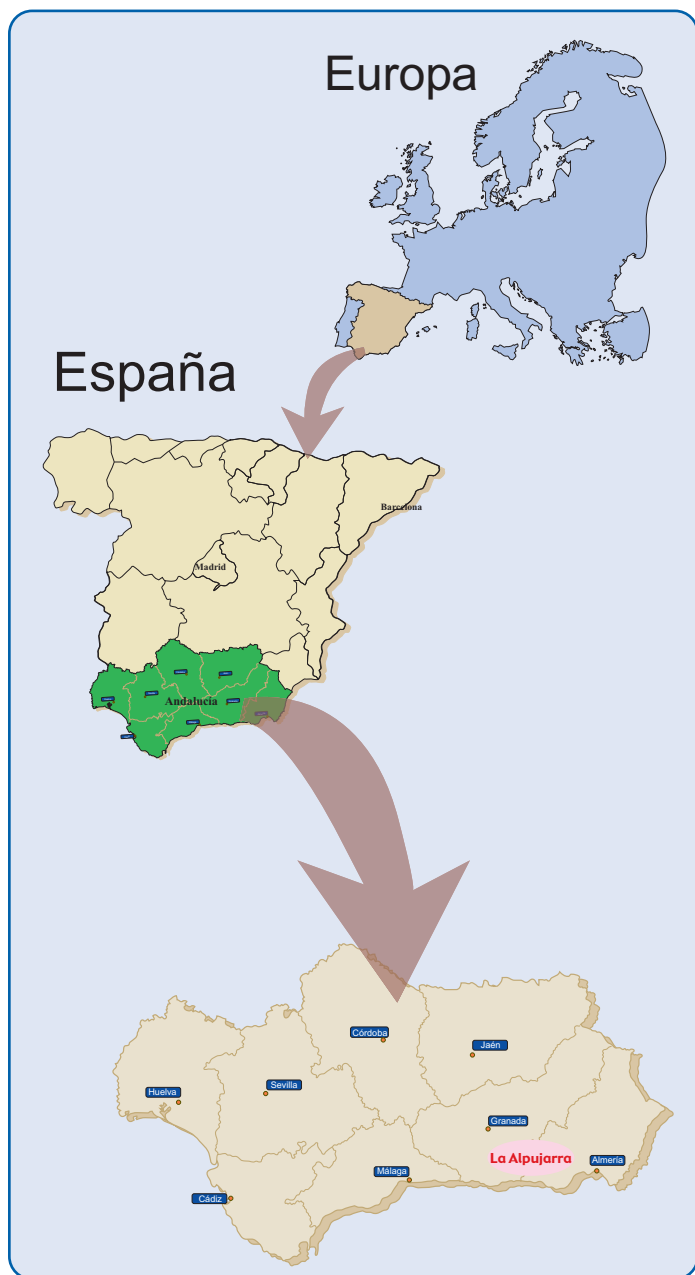 Europa
España
Barcelona
Madrid
Andalucía
Córdoba
Jaén
Sevilla
Huelva
Granada
La Alpujarra
Almería
Málaga
Cádiz